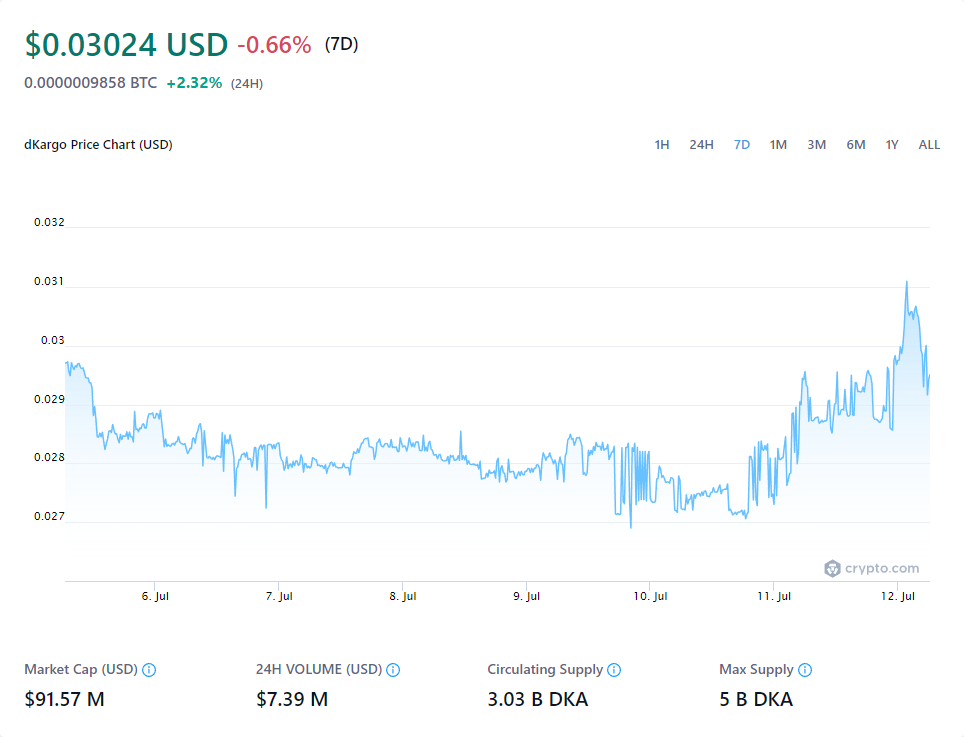 $0.03024 USD -0.66% (7D)
0.0000009858 BTC +2.32% (24H)
dKargo Price Chart (USD) 1H 24H 7D 1M 3M 6M 1Y ALL
0.032
0.031
0.03
0.029
0.028
0.027
crypto.com
6. Jul 7. Jul 8. Jul 9. Jul 10. Jul 11. Jul 12. Jul
Market Cap (USD) 24H VOLUME (USD) Circulating Supply Max Supply
$91.57 M $7.39 M 3.03 B DKA 5 B DKA